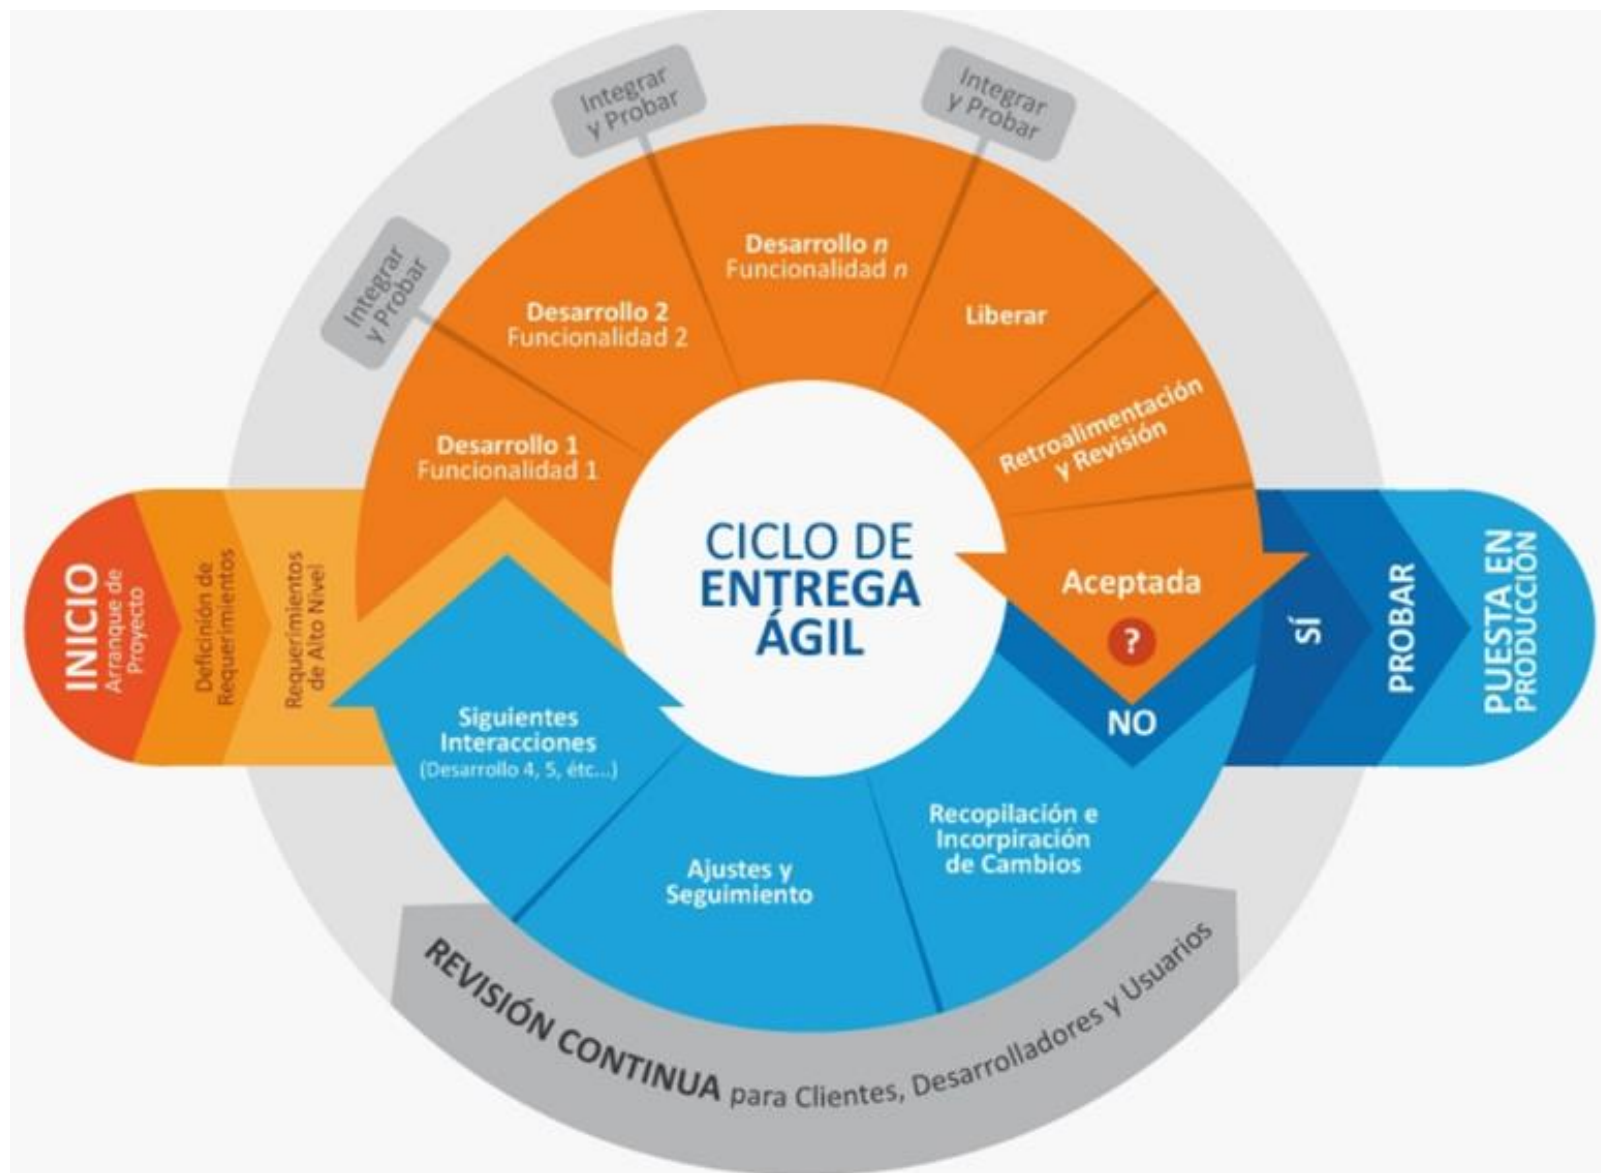 Integrar
y Probar
Integrar
y Probar
Integrar
y Probar
Desarrollo n
Funcionalidad n
Desarrollo 2
Funcionalidad 2
Liberar
Desarrollo 1
Funcionalidad 1
Retroalimentación
y Revisión
INICIO
Arranque de
Proyecto
Deficinión de
Requerimientos
Requerimientos
de Alto Nivel
CICLO DE
ENTREGA
ÁGIL
Aceptada
?
NO
SÍ
PROBAR
PUESTA EN
PRODUCCIÓN
Siguientes
Interacciones
(Desarrollo 4, 5, étc...)
Ajustes y
Seguimiento
Recopilación e
Incorpiración
de Cambios
REVISIÓN CONTINUA para Clientes, Desarrolladores y Usuarios